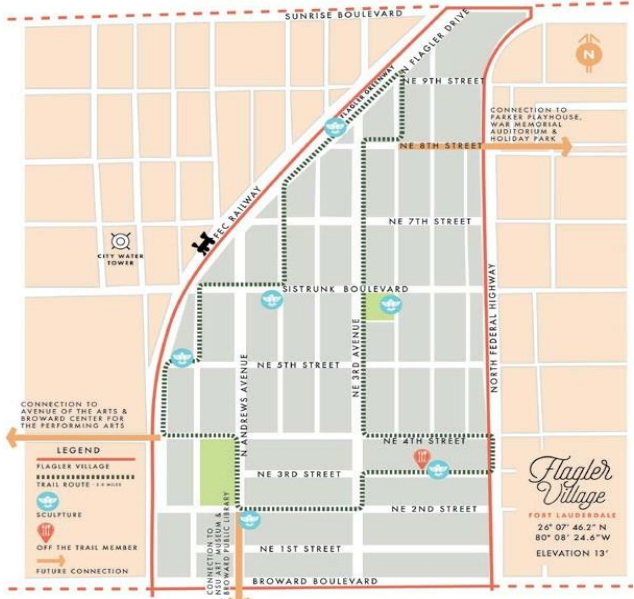 SUNRISE BOULEVARD
N FLAGLER DRIVE
N
FLAGLER GREENWAY
NE 9TH STREET
CONNECTION TO
PARKER PLAYHOUSE,
WAR MEMORIAL
AUDITORIUM &
HOLIDAY PARK
NE 8TH STREET
FEC RAILWAY
NE 7TH STREET
CITY WATER
TOWER
SISTRUNK BOULEVARD
NORTH FEDERAL HIGHWAY
NE 3RD AVENUE
N ANDREWS AVENUE
NE 5TH STREET
CONNECTION TO
AVENUE OF THE ARTS &
BROWARD CENTER FOR
THE PERFORMING ARTS
NE 4TH STREET
LEGEND
FLAGLER VILLAGE
TRAIL ROUTE
SCULPTURE
OFF THE TRAIL MEMBER
FUTURE CONNECTION
NE 3RD STREET
NE 2ND STREET
CONNECTION TO
NSU ART MUSEUM &
BROWARD PUBLIC LIBRARY
NE 1ST STREET
BROWARD BOULEVARD
Flagler
Village
FORT LAUDERDALE
26° 07' 46.2" N
80° 08' 24.6"W
ELEVATION 13'